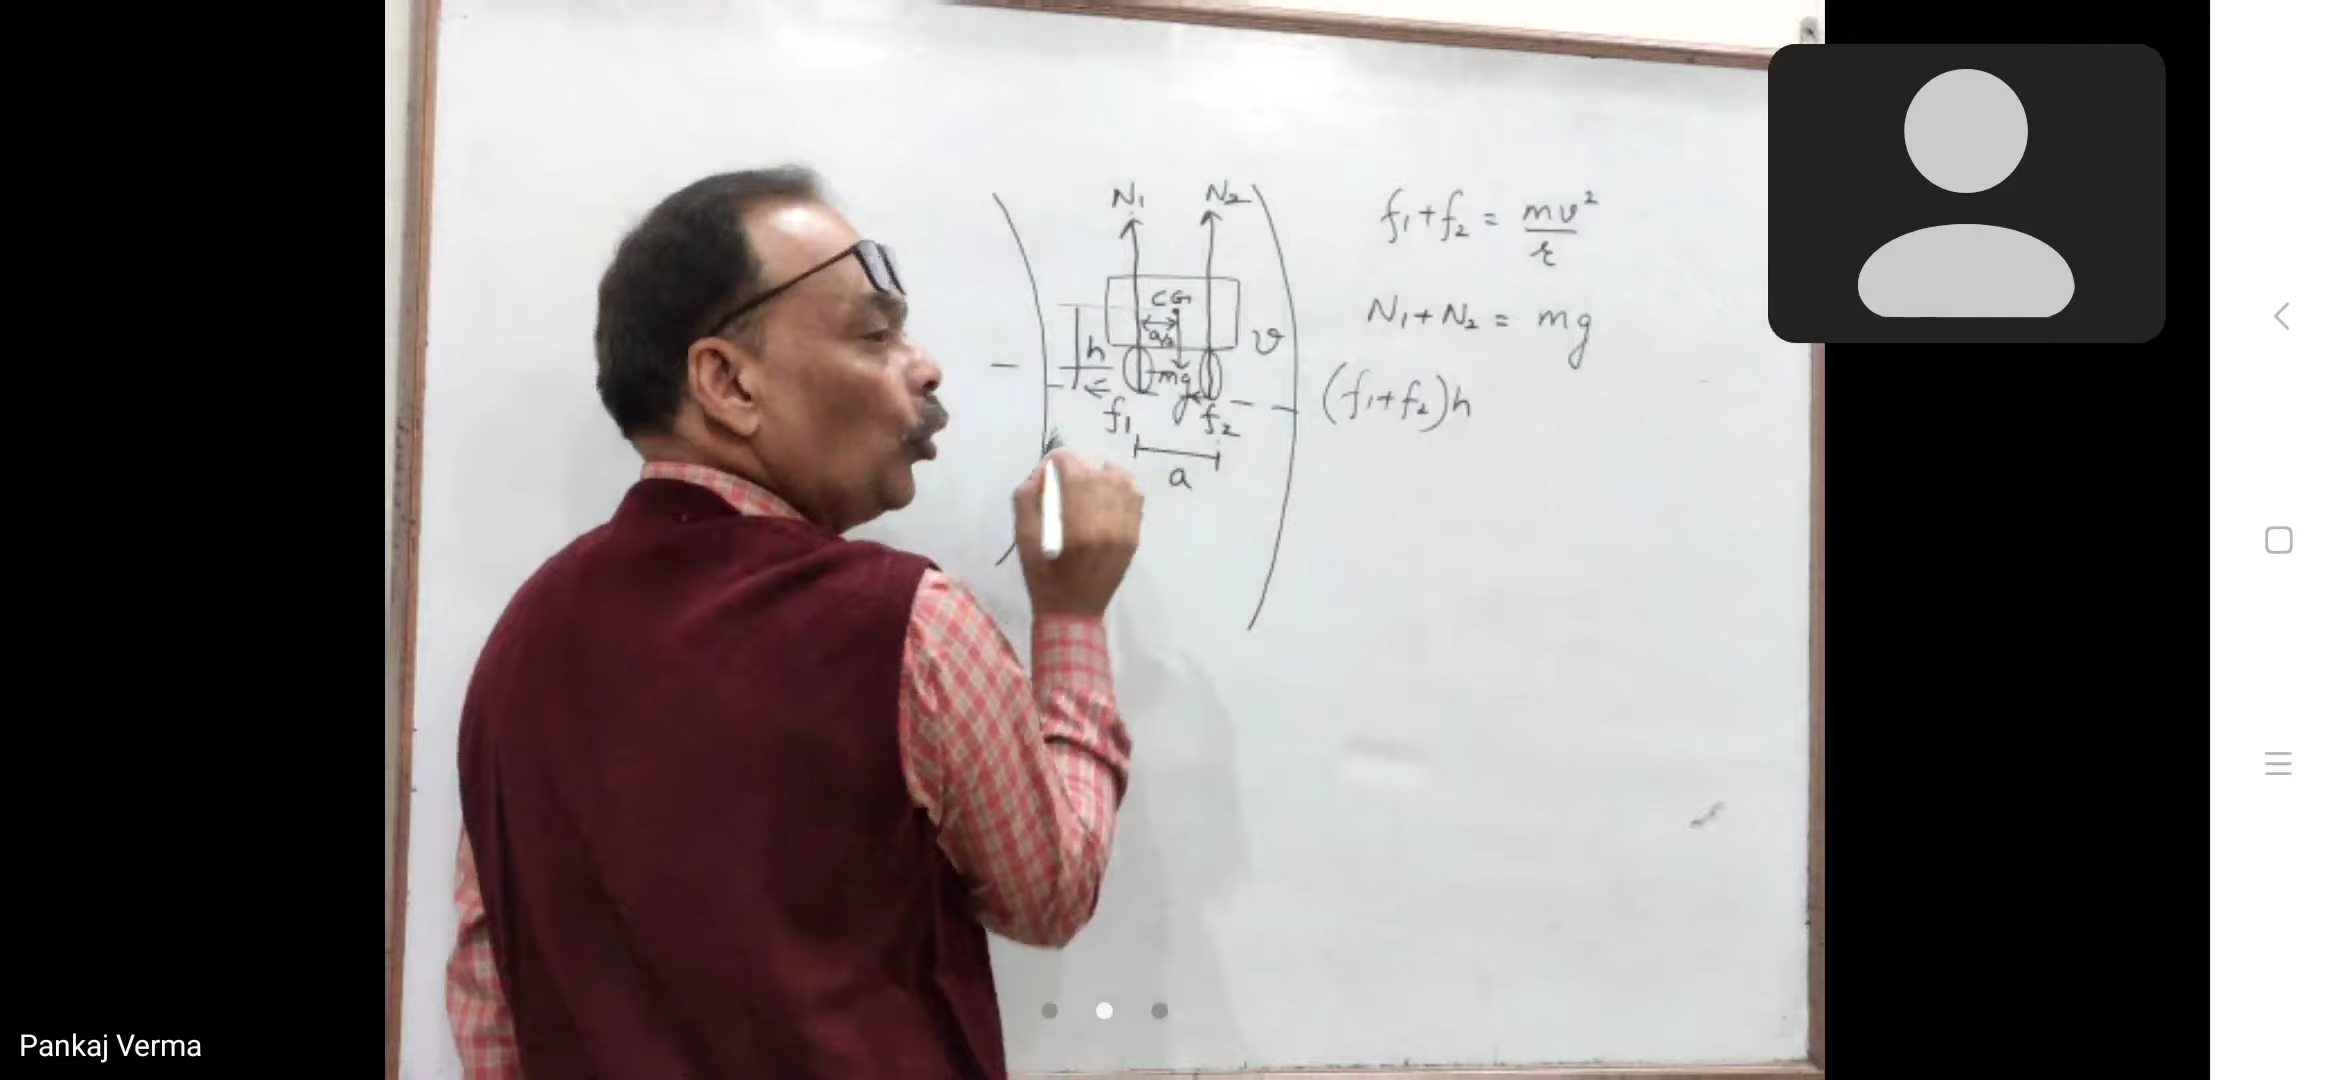 N₁ N₂
CG
a/2
h
v
mg
f₁ f₂
a
f₁+f₂ = mv²/r
N₁+N₂ = mg
(f₁+f₂)h
Pankaj Verma